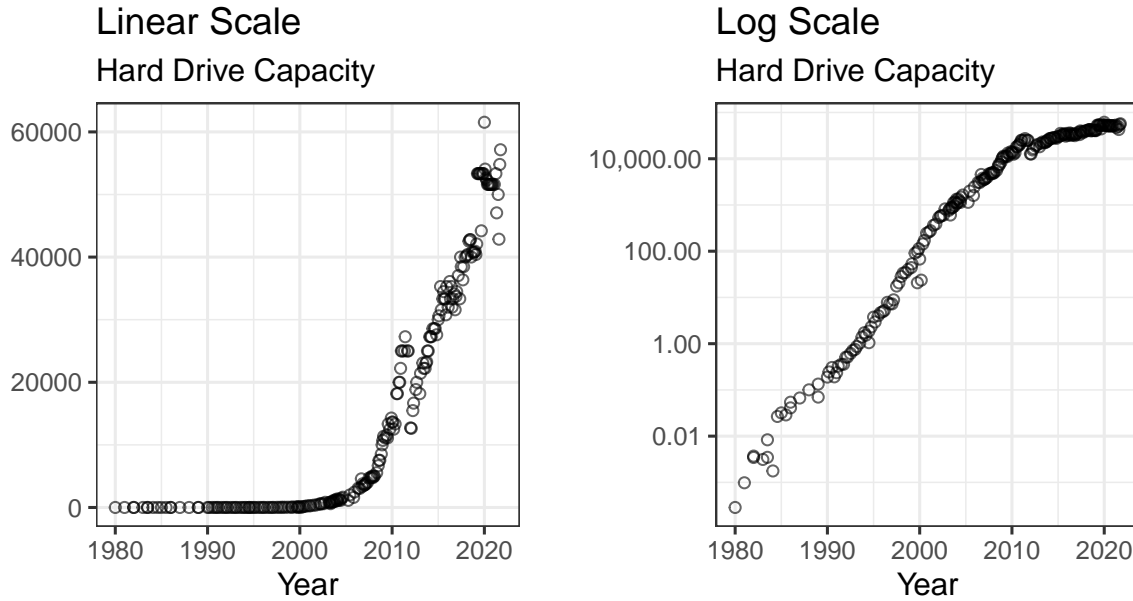 Linear Scale
Hard Drive Capacity
60000
40000
20000
0
1980 1990 2000 2010 2020
Year
Log Scale
Hard Drive Capacity
10,000.00
100.00
1.00
0.01
1980 1990 2000 2010 2020
Year